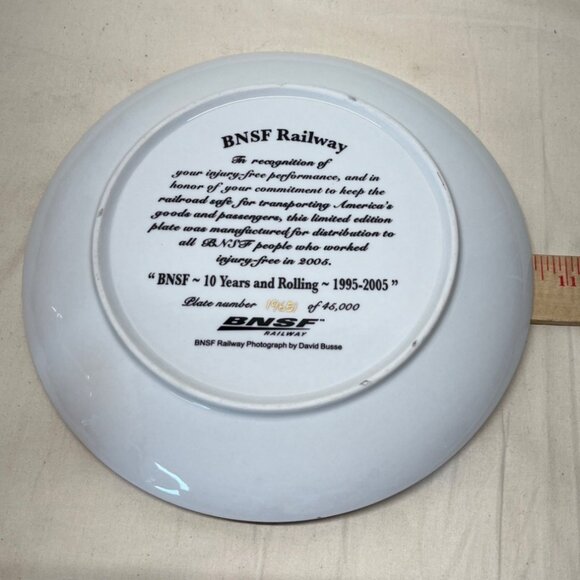 BNSF Railway
In recognition of
your injury-free performance, and in
honor of your commitment to keep the
railroad safe for transporting America's
goods and passengers, this limited edition
plate was manufactured for distribution to
all BNSF people who worked
injury-free in 2005.
" BNSF ~ 10 Years and Rolling ~ 1995-2005 "
Plate number 19651 of 45,000
BNSF™
RAILWAY
BNSF Railway Photograph by David Busse